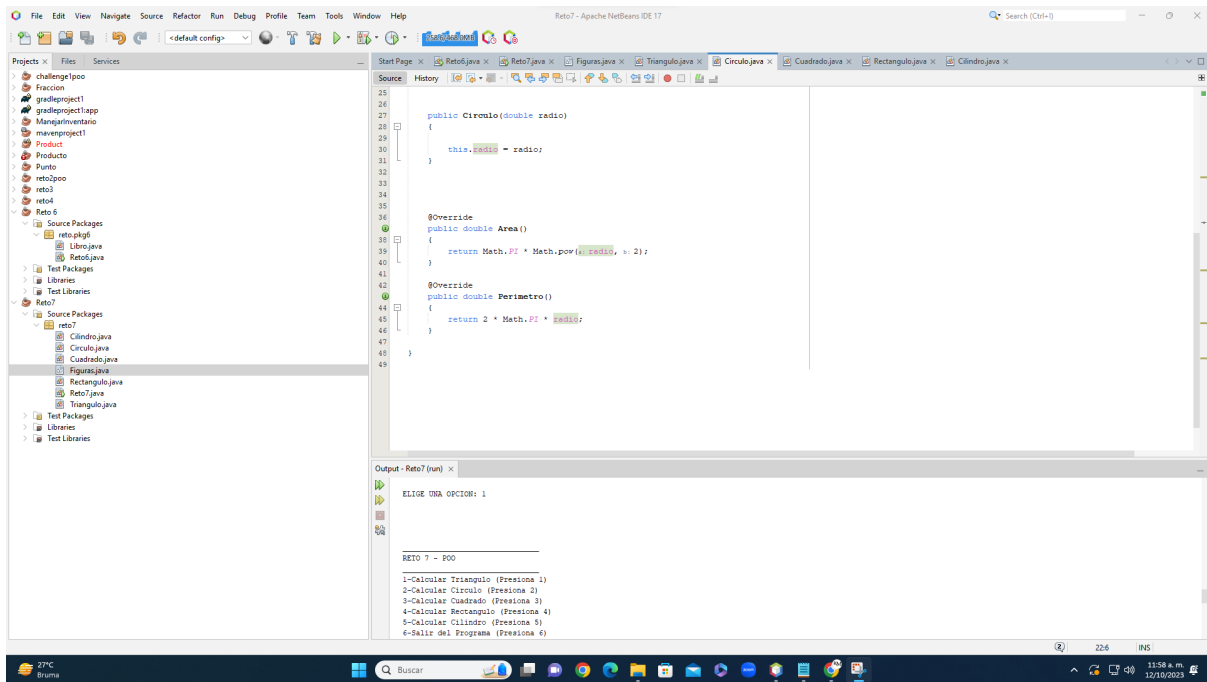 File Edit View Navigate Source Refactor Run Debug Profile Team Tools Window Help
Reto7 - Apache NetBeans IDE 17
Search (Ctrl+I)
<default config>
Projects Files Services
Start Page Reto6.java Reto7.java Figuras.java Triangulo.java Circulo.java Cuadrado.java Rectangulo.java Cilindro.java
Source History
challenge1poo
Fraccion
gradleproject1
gradleproject1:app
ManejarInventario
mavenproject1
Product
Producto
Punto
reto2poo
reto3
reto4
Reto 6
Source Packages
reto.pkg6
Libro.java
Reto6.java
Test Packages
Libraries
Test Libraries
Reto7
Source Packages
reto7
Cilindro.java
Circulo.java
Cuadrado.java
Figuras.java
Rectangulo.java
Reto7.java
Triangulo.java
Test Packages
Libraries
Test Libraries
25
26
27 public Circulo(double radio)
28 {
29
30 this.radio = radio;
31 }
32
33
34
35
36 @Override
public double Area()
38 {
39 return Math.PI * Math.pow(a: radio, b: 2);
40 }
41
42 @Override
public double Perimetro()
44 {
45 return 2 * Math.PI * radio;
46 }
47
48 }
49
Output - Reto7 (run)
ELIGE UNA OPCION: 1
RETO 7 - POO
1-Calcular Triangulo (Presiona 1)
2-Calcular Circulo (Presiona 2)
3-Calcular Cuadrado (Presiona 3)
4-Calcular Rectangulo (Presiona 4)
5-Calcular Cilindro (Presiona 5)
6-Salir del Programa (Presiona 6)
2 22:6 INS
27°C
Bruma
Buscar
11:58 a. m.
12/10/2023